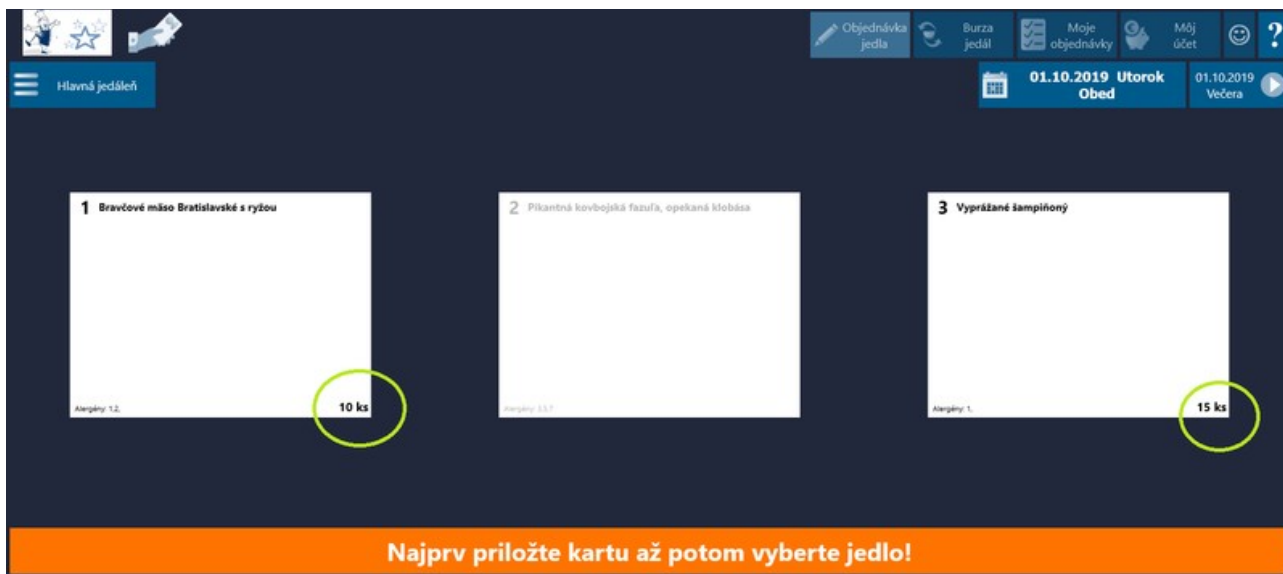 Objednávka
jedla
Burza
jedál
Moje
objednávky
Môj
účet
?
Hlavná jedáleň
01.10.2019 Utorok
Obed
01.10.2019
Večera
1 Bravčové mäso Bratislavské s ryžou
2 Pikantná kovbojská fazuľa, opekaná klobása
3 Vyprážané šampiňoný
Alergény: 1,2,
10 ks
Alergény: 1,
15 ks
Najprv priložte kartu až potom vyberte jedlo!